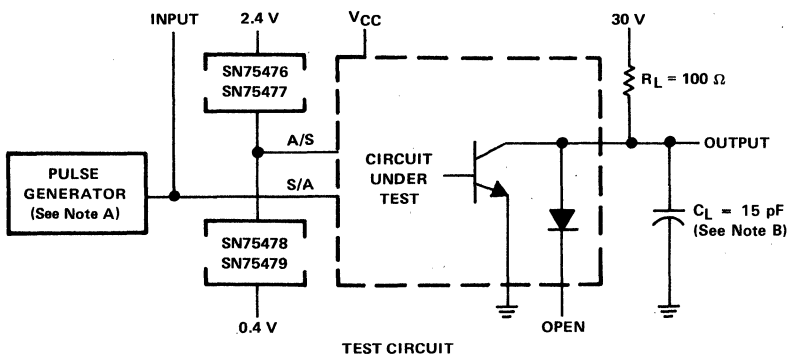 INPUT
2.4 V
VCC
30 V
SN75476
SN75477
RL = 100 Ω
A/S
OUTPUT
PULSE
GENERATOR
(See Note A)
S/A
CIRCUIT
UNDER
TEST
CL = 15 pF
(See Note B)
SN75478
SN75479
0.4 V
OPEN
TEST CIRCUIT